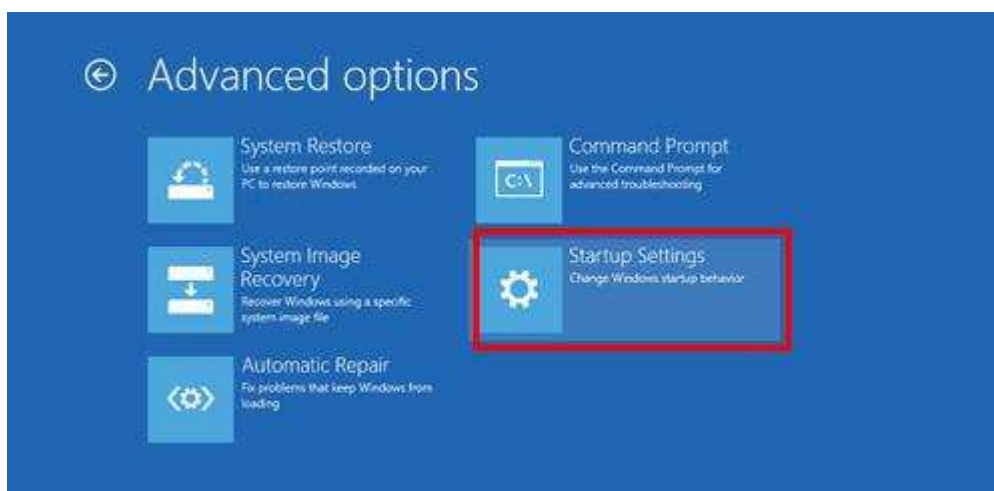 Advanced options
System Restore
Use a restore point recorded on your
PC to restore Windows
System Image
Recovery
Recover Windows using a specific
system image file
Automatic Repair
Fix problems that keep Windows from
loading
Command Prompt
Use the Command Prompt for
advanced troubleshooting
C:\
Startup Settings
Change Windows startup behavior